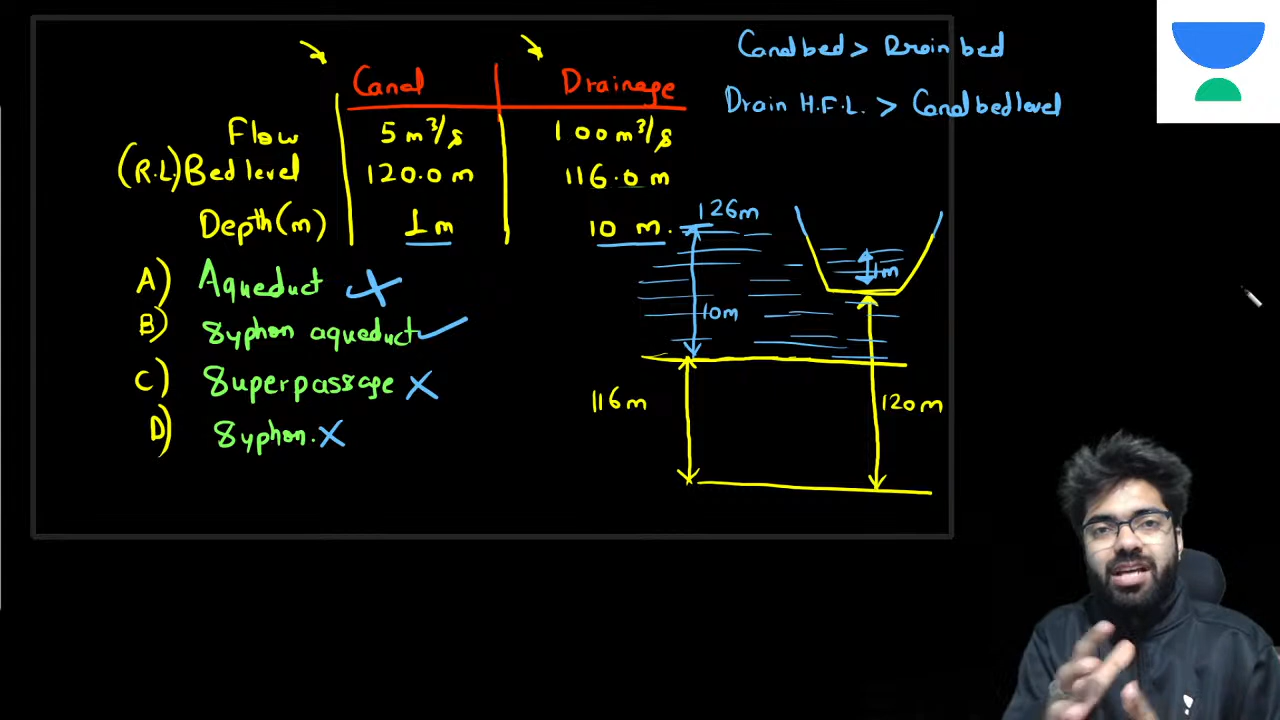 Canal bed > Drain bed
Drain H.F.L. > Canal bed level
Canal Drainage
Flow 5 m³/s 100 m³/s
(R.L.) Bed level 120.0 m 116.0 m
Depth (m) 1 m 10 m.
A) Aqueduct
B) Syphon aqueduct
C) Superpassage
D) Syphon.
126m
1m
10m
116m
120m